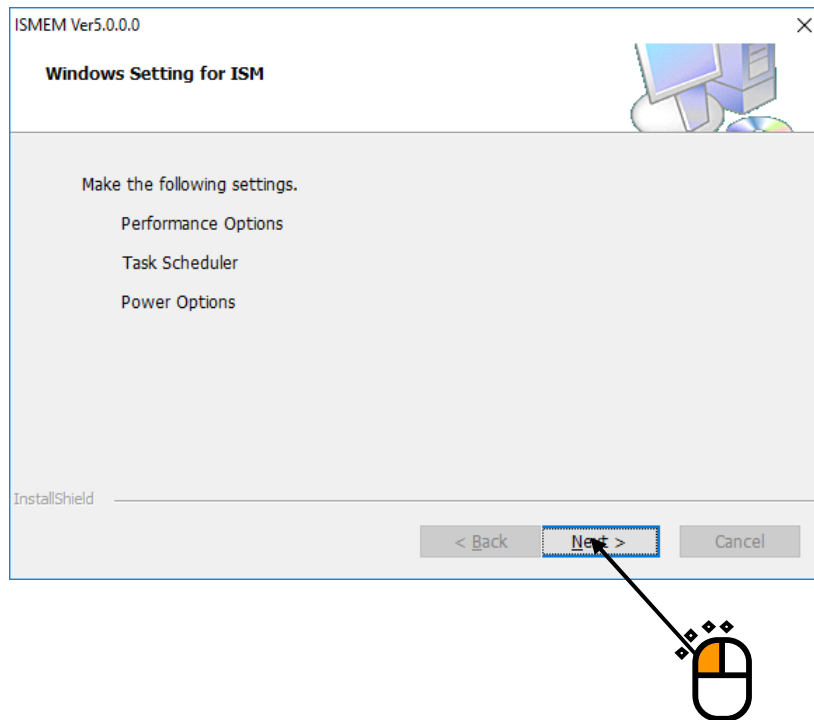 ISMEM Ver5.0.0.0
Windows Setting for ISM
Make the following settings.
Performance Options
Task Scheduler
Power Options
InstallShield
< Back Next > Cancel